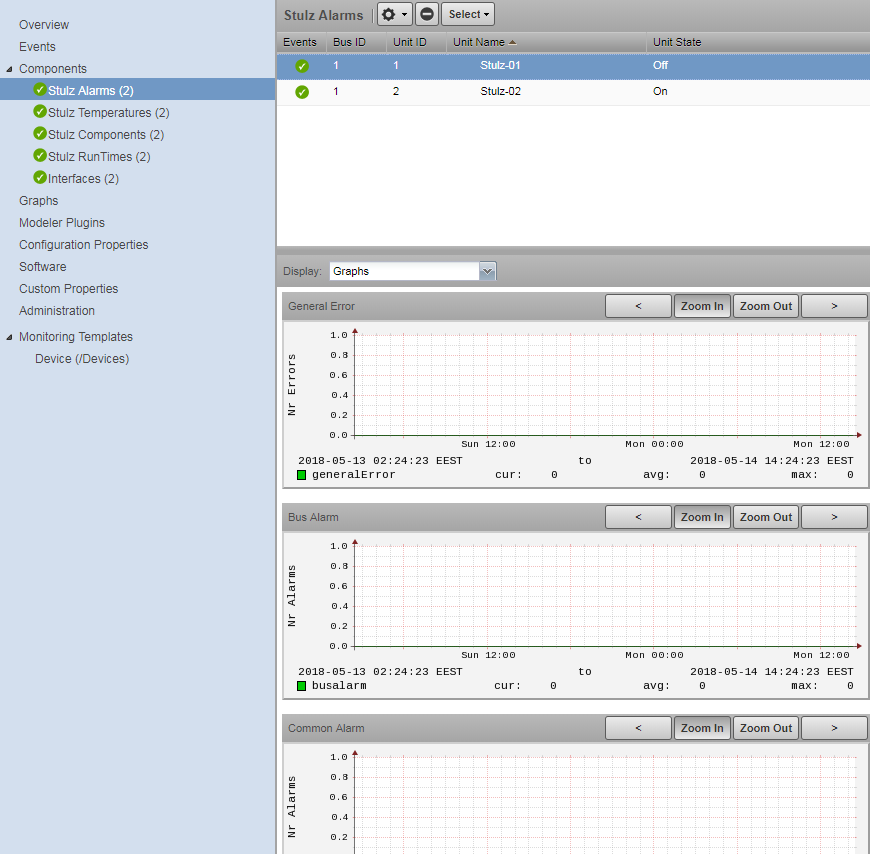 Overview
Events
Components
Stulz Alarms (2)
Stulz Temperatures (2)
Stulz Components (2)
Stulz RunTimes (2)
Interfaces (2)
Graphs
Modeler Plugins
Configuration Properties
Software
Custom Properties
Administration
Monitoring Templates
Device (/Devices)
Stulz Alarms Select
Events Bus ID Unit ID Unit Name Unit State
1 1 Stulz-01 Off
1 2 Stulz-02 On
Display: Graphs
General Error < Zoom In Zoom Out >
Nr Errors
1.0
0.8
0.6
0.4
0.2
0.0
Sun 12:00 Mon 00:00 Mon 12:00
2018-05-13 02:24:23 EEST to 2018-05-14 14:24:23 EEST
generalError cur: 0 avg: 0 max: 0
Bus Alarm < Zoom In Zoom Out >
Nr Alarms
1.0
0.8
0.6
0.4
0.2
0.0
Sun 12:00 Mon 00:00 Mon 12:00
2018-05-13 02:24:23 EEST to 2018-05-14 14:24:23 EEST
busalarm cur: 0 avg: 0 max: 0
Common Alarm < Zoom In Zoom Out >
Nr Alarms
1.0
0.8
0.6
0.4
0.2